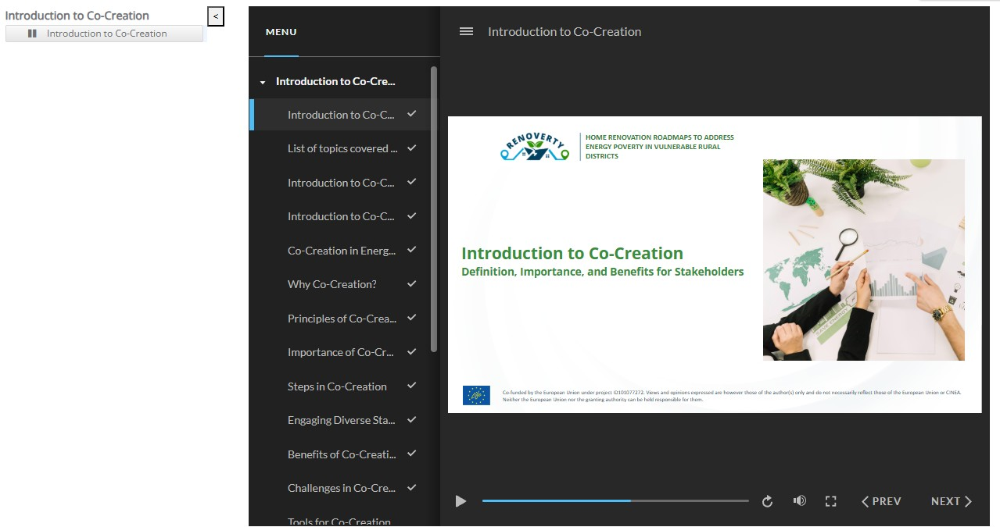 Introduction to Co-Creation
<
Introduction to Co-Creation
MENU
Introduction to Co-Cre...
Introduction to Co-C...
List of topics covered ...
Introduction to Co-C...
Introduction to Co-C...
Co-Creation in Energ...
Why Co-Creation?
Principles of Co-Crea...
Importance of Co-Cr...
Steps in Co-Creation
Engaging Diverse Sta...
Benefits of Co-Creati...
Challenges in Co-Cre...
Tools for Co-Creation
Introduction to Co-Creation
RENOVERTY
HOME RENOVATION ROADMAPS TO ADDRESS
ENERGY POVERTY IN VULNERABLE RURAL
DISTRICTS
Introduction to Co-Creation
Definition, Importance, and Benefits for Stakeholders
SAVE ENERGY
Life
Co-funded by the European Union under project ID101077272. Views and opinions expressed are however those of the author(s) only and do not necessarily reflect those of the European Union or CINEA.
Neither the European Union nor the granting authority can be held responsible for them.
PREV
NEXT